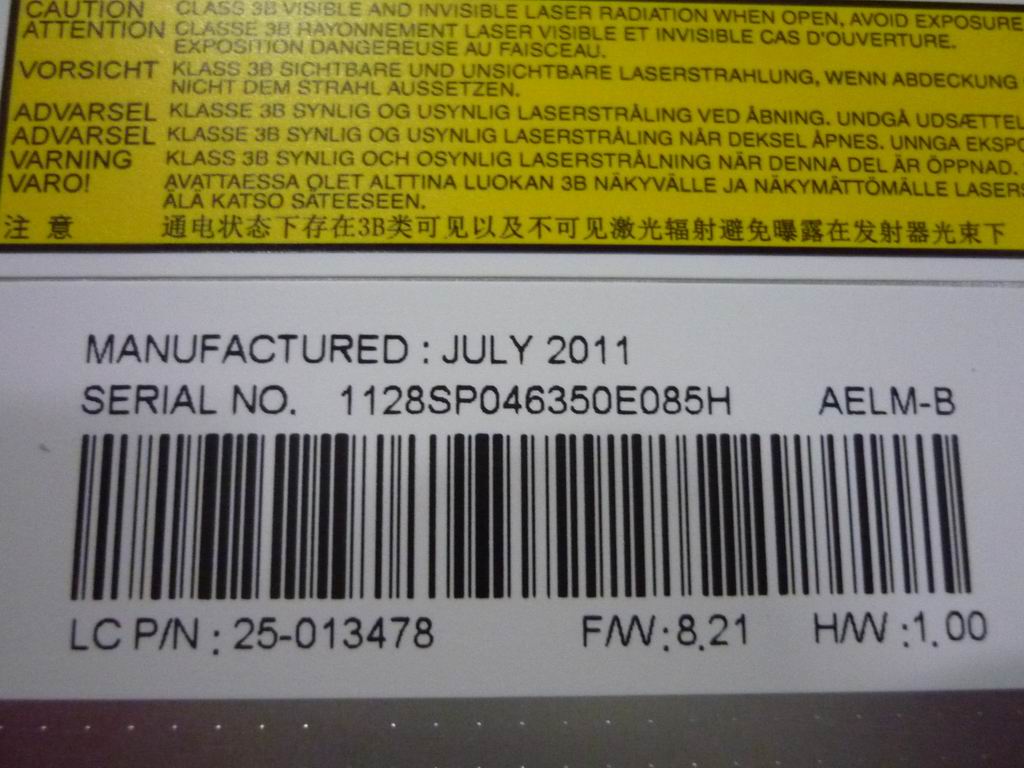 CAUTION CLASS 3B VISIBLE AND INVISIBLE LASER RADIATION WHEN OPEN, AVOID EXPOSURE
ATTENTION CLASSE 3B RAYONNEMENT LASER VISIBLE ET INVISIBLE CAS D'OUVERTURE.
EXPOSITION DANGEREUSE AU FAISCEAU.
VORSICHT KLASS 3B SICHTBARE UND UNSICHTBARE LASERSTRAHLUNG, WENN ABDECKUNG
NICHT DEM STRAHL AUSSETZEN.
ADVARSEL KLASSE 3B SYNLIG OG USYNLIG LASERSTRÅLING VED ÅBNING. UNDGÅ UDSÆTTEL
ADVARSEL KLASSE 3B SYNLIG OG USYNLIG LASERSTRÅLING NÅR DEKSEL ÅPNES. UNNGA EKSPO
VARNING KLASS 3B SYNLIG OCH OSYNLIG LASERSTRÅLNING NÄR DENNA DEL ÄR ÖPPNAD.
VARO! AVATTAESSA OLET ALTTINA LUOKAN 3B NÄKYVÄLLE JA NÄKYMÄTTÖMÄLLE LASERS
ÄLÄ KATSO SÄTEESEEN.
注 意 通电状态下存在3B类可见以及不可见激光辐射避免曝露在发射器光束下
MANUFACTURED : JULY 2011
SERIAL NO. 1128SP046350E085H AELM-B
LC P/N : 25-013478 F/W:8.21 H/W :1.00